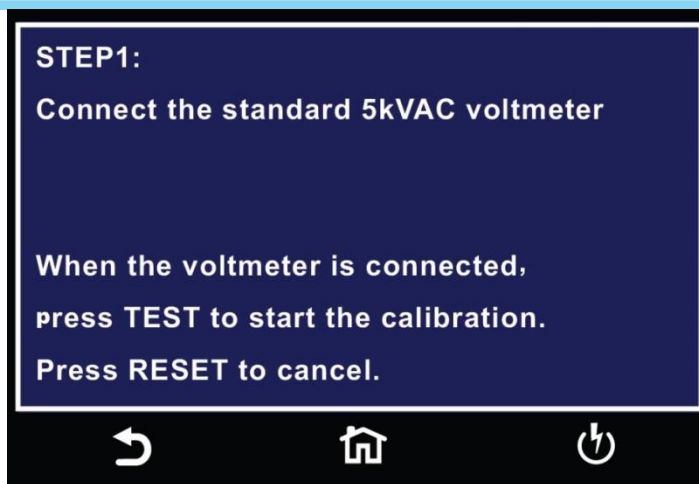 STEP1:
Connect the standard 5kVAC voltmeter
When the voltmeter is connected,
press TEST to start the calibration.
Press RESET to cancel.